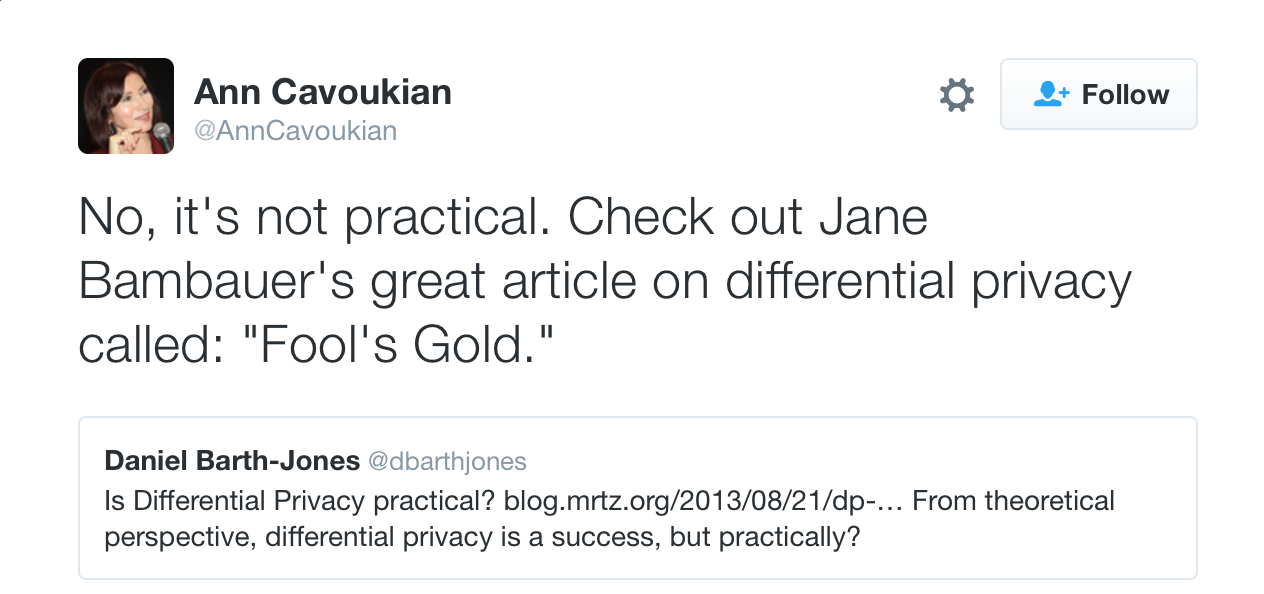 Ann Cavoukian
@AnnCavoukian
Follow
No, it's not practical. Check out Jane
Bambauer's great article on differential privacy
called: "Fool's Gold."
Daniel Barth-Jones @dbarthjones
Is Differential Privacy practical? blog.mrtz.org/2013/08/21/dp-… From theoretical
perspective, differential privacy is a success, but practically?